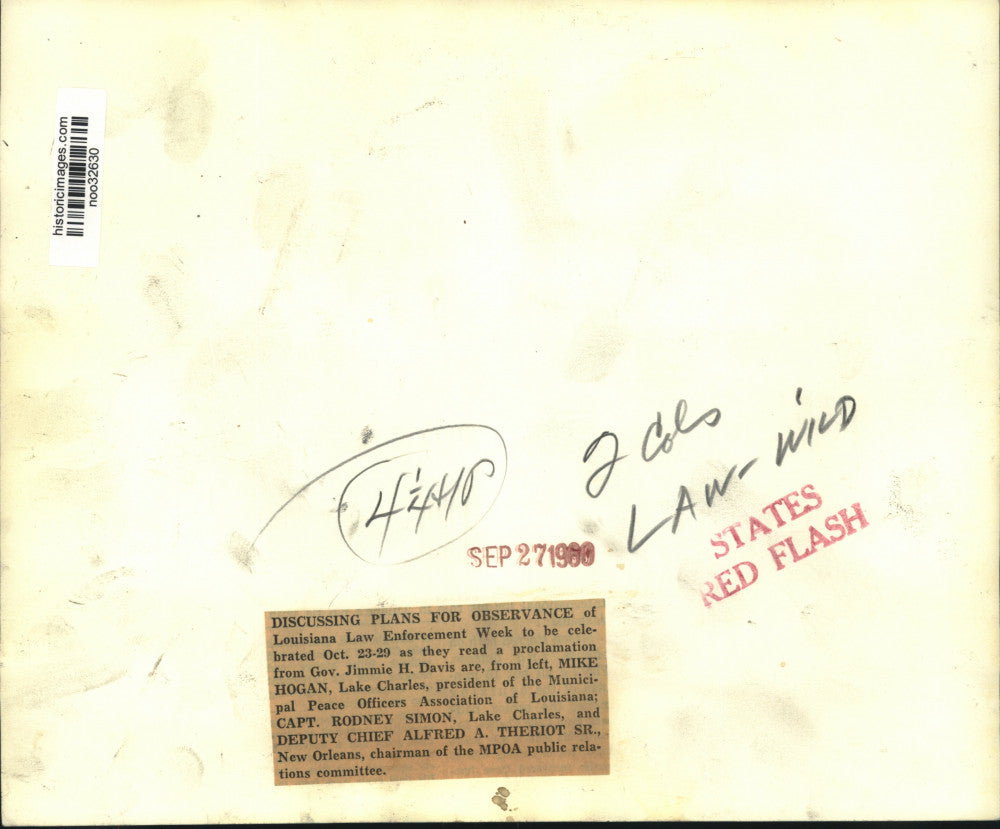 historicimages.com
noo32630
2 Cols
LAW- WILD
SEP 27 1960
STATES
RED FLASH
DISCUSSING PLANS FOR OBSERVANCE of
Louisiana Law Enforcement Week to be cele-
brated Oct. 23-29 as they read a proclamation
from Gov. Jimmie H. Davis are, from left, MIKE
HOGAN, Lake Charles, president of the Munici-
pal Peace Officers Association of Louisiana;
CAPT. RODNEY SIMON, Lake Charles, and
DEPUTY CHIEF ALFRED A. THERIOT SR.,
New Orleans, chairman of the MPOA public rela-
tions committee.